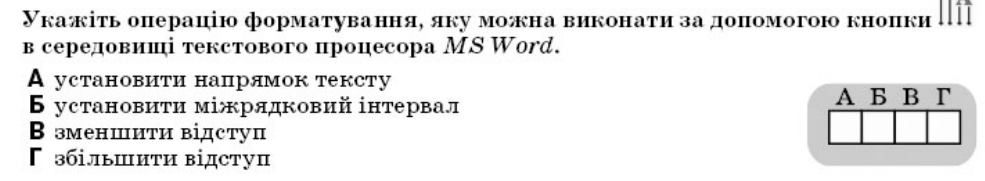 Укажіть операцію форматування, яку можна виконати за допомогою кнопки
в середовищі текстового процесора MS Word.
А установити напрямок тексту
Б установити міжрядковий інтервал
В зменшити відступ
Г збільшити відступ
А Б В Г